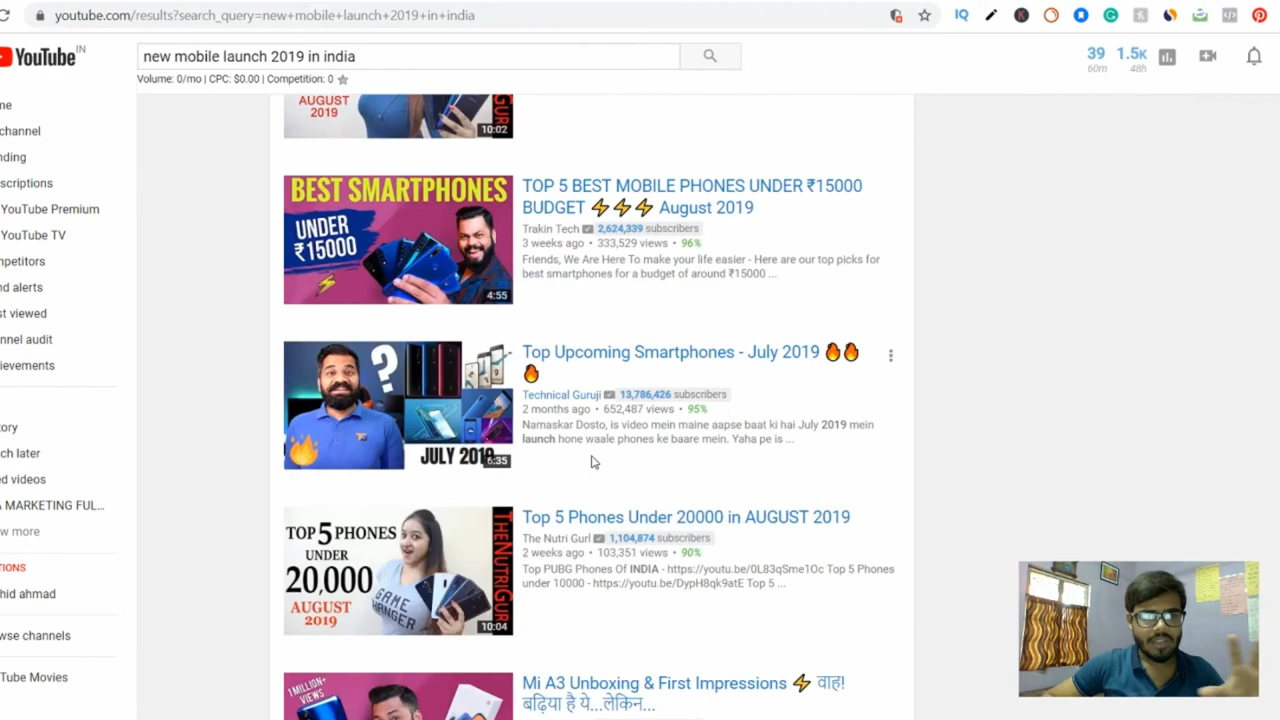 youtube.com/results?search_query=new+mobile+launch+2019+in+india
YouTube IN
new mobile launch 2019 in india
39 1.5K
60m 48h
Volume: 0/mo | CPC: $0.00 | Competition: 0
me
channel
nding
scriptions
YouTube Premium
YouTube TV
mpetitors
nd alerts
st viewed
nnel audit
ievements
ory
ch later
ed videos
A MARKETING FUL...
w more
TIONS
hid ahmad
wse channels
Tube Movies
AUGUST
2019
10:02
BEST SMARTPHONES
UNDER
₹15000
4:55
TOP 5 BEST MOBILE PHONES UNDER ₹15000
BUDGET ⚡⚡⚡ August 2019
Trakin Tech 2,624,339 subscribers
3 weeks ago • 333,529 views • 96%
Friends, We Are Here To make your life easier - Here are our top picks for
best smartphones for a budget of around ₹15000 ...
?
JULY 2019
6:35
Top Upcoming Smartphones - July 2019 🔥🔥
🔥
Technical Guruji 13,786,426 subscribers
2 months ago • 652,487 views • 95%
Namaskar Dosto, is video mein maine aapse baat ki hai July 2019 mein
launch hone waale phones ke baare mein. Yaha pe is ...
TOP 5 PHONES
UNDER
20,000
AUGUST
2019
GAME
CHANGER
THENUTRIGUR
10:04
Top 5 Phones Under 20000 in AUGUST 2019
The Nutri Gurl 1,104,874 subscribers
2 weeks ago • 103,351 views • 90%
Top PUBG Phones Of INDIA - https://youtu.be/0L83qSme1Oc Top 5 Phones
under 10000 - https://youtu.be/DypH8qk9atE Top 5 ...
1 MILLION+
VIEWS
Mi A3 Unboxing & First Impressions ⚡ वाह!
बढ़िया है ये...लेकिन...